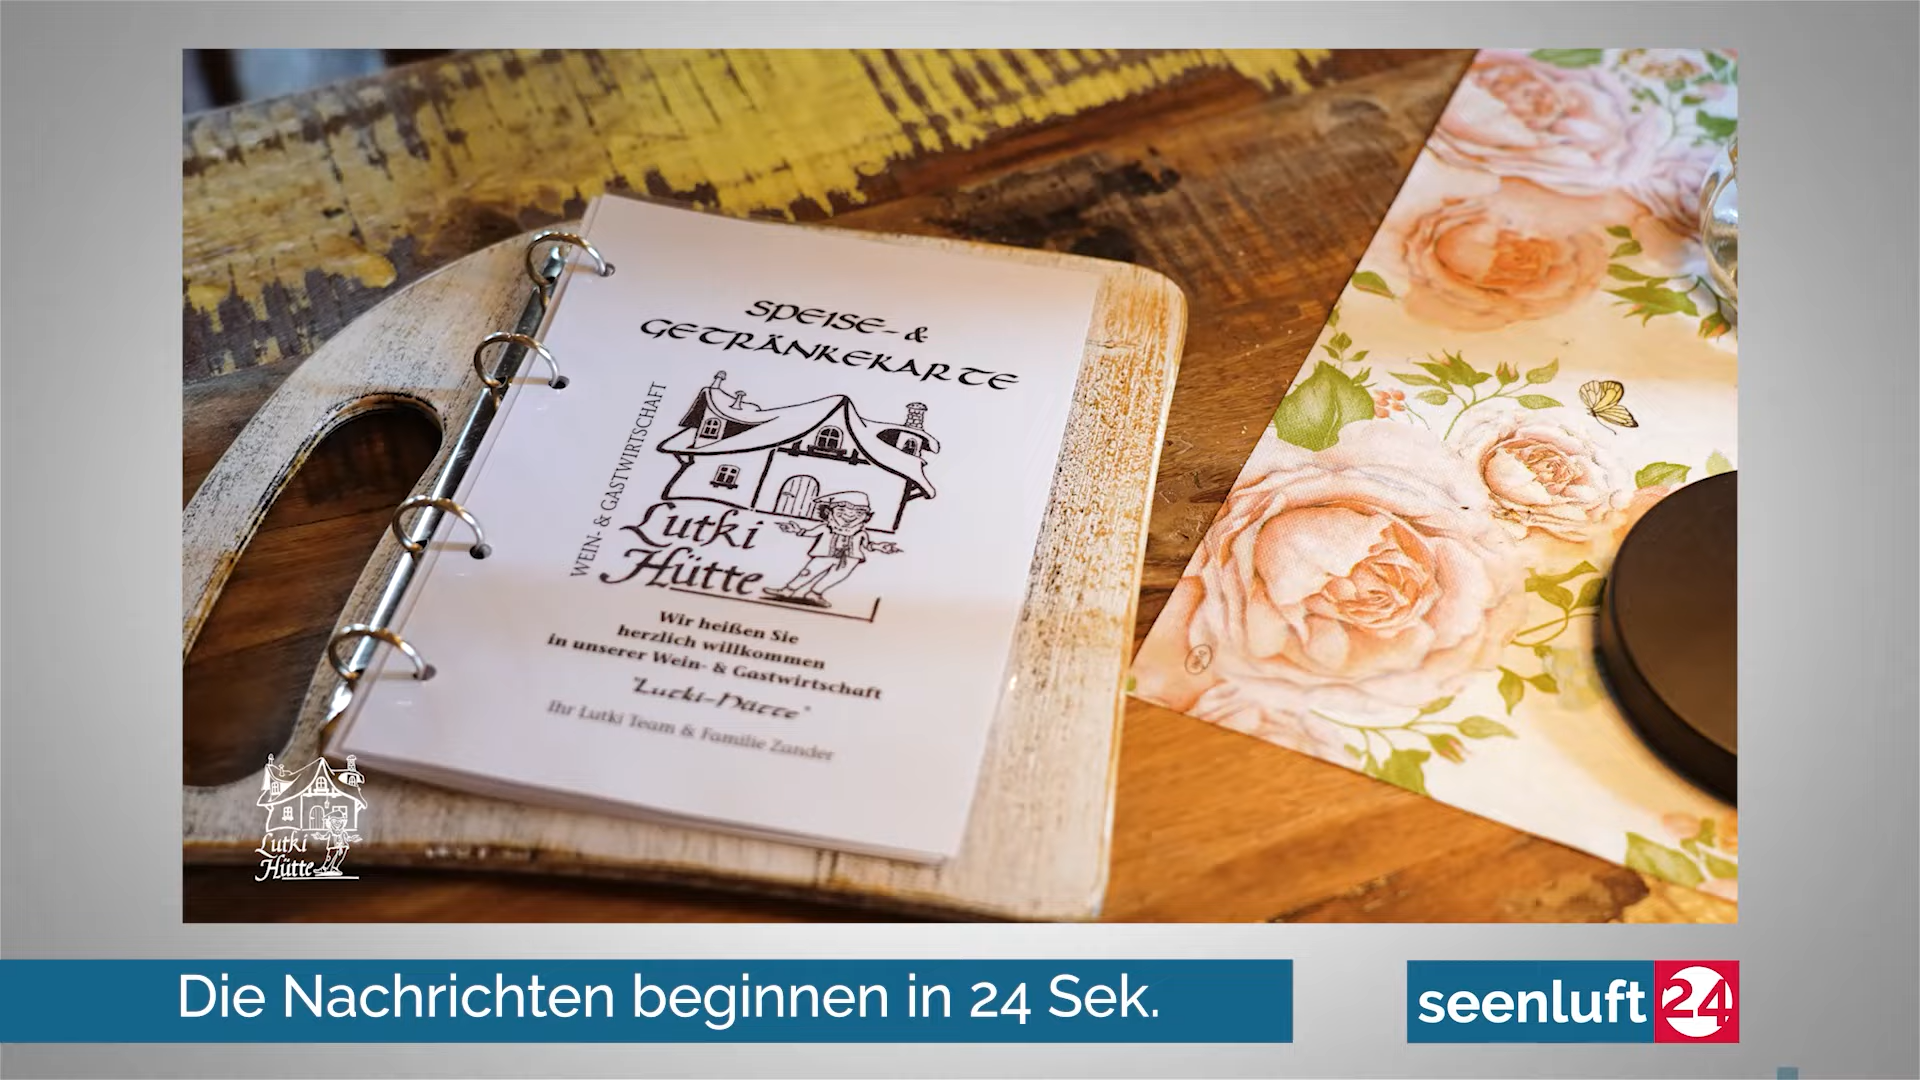 SPEISE- &
GETRÄNKEKARTE
WEIN- & GASTWIRTSCHAFT
Lutki
Hütte
Wir heißen Sie
herzlich willkommen
in unserer Wein- & Gastwirtschaft
"Lutki-Hütte"
Ihr Lutki Team & Familie Zander
Lutki
Hütte
Die Nachrichten beginnen in 24 Sek.
seenluft24